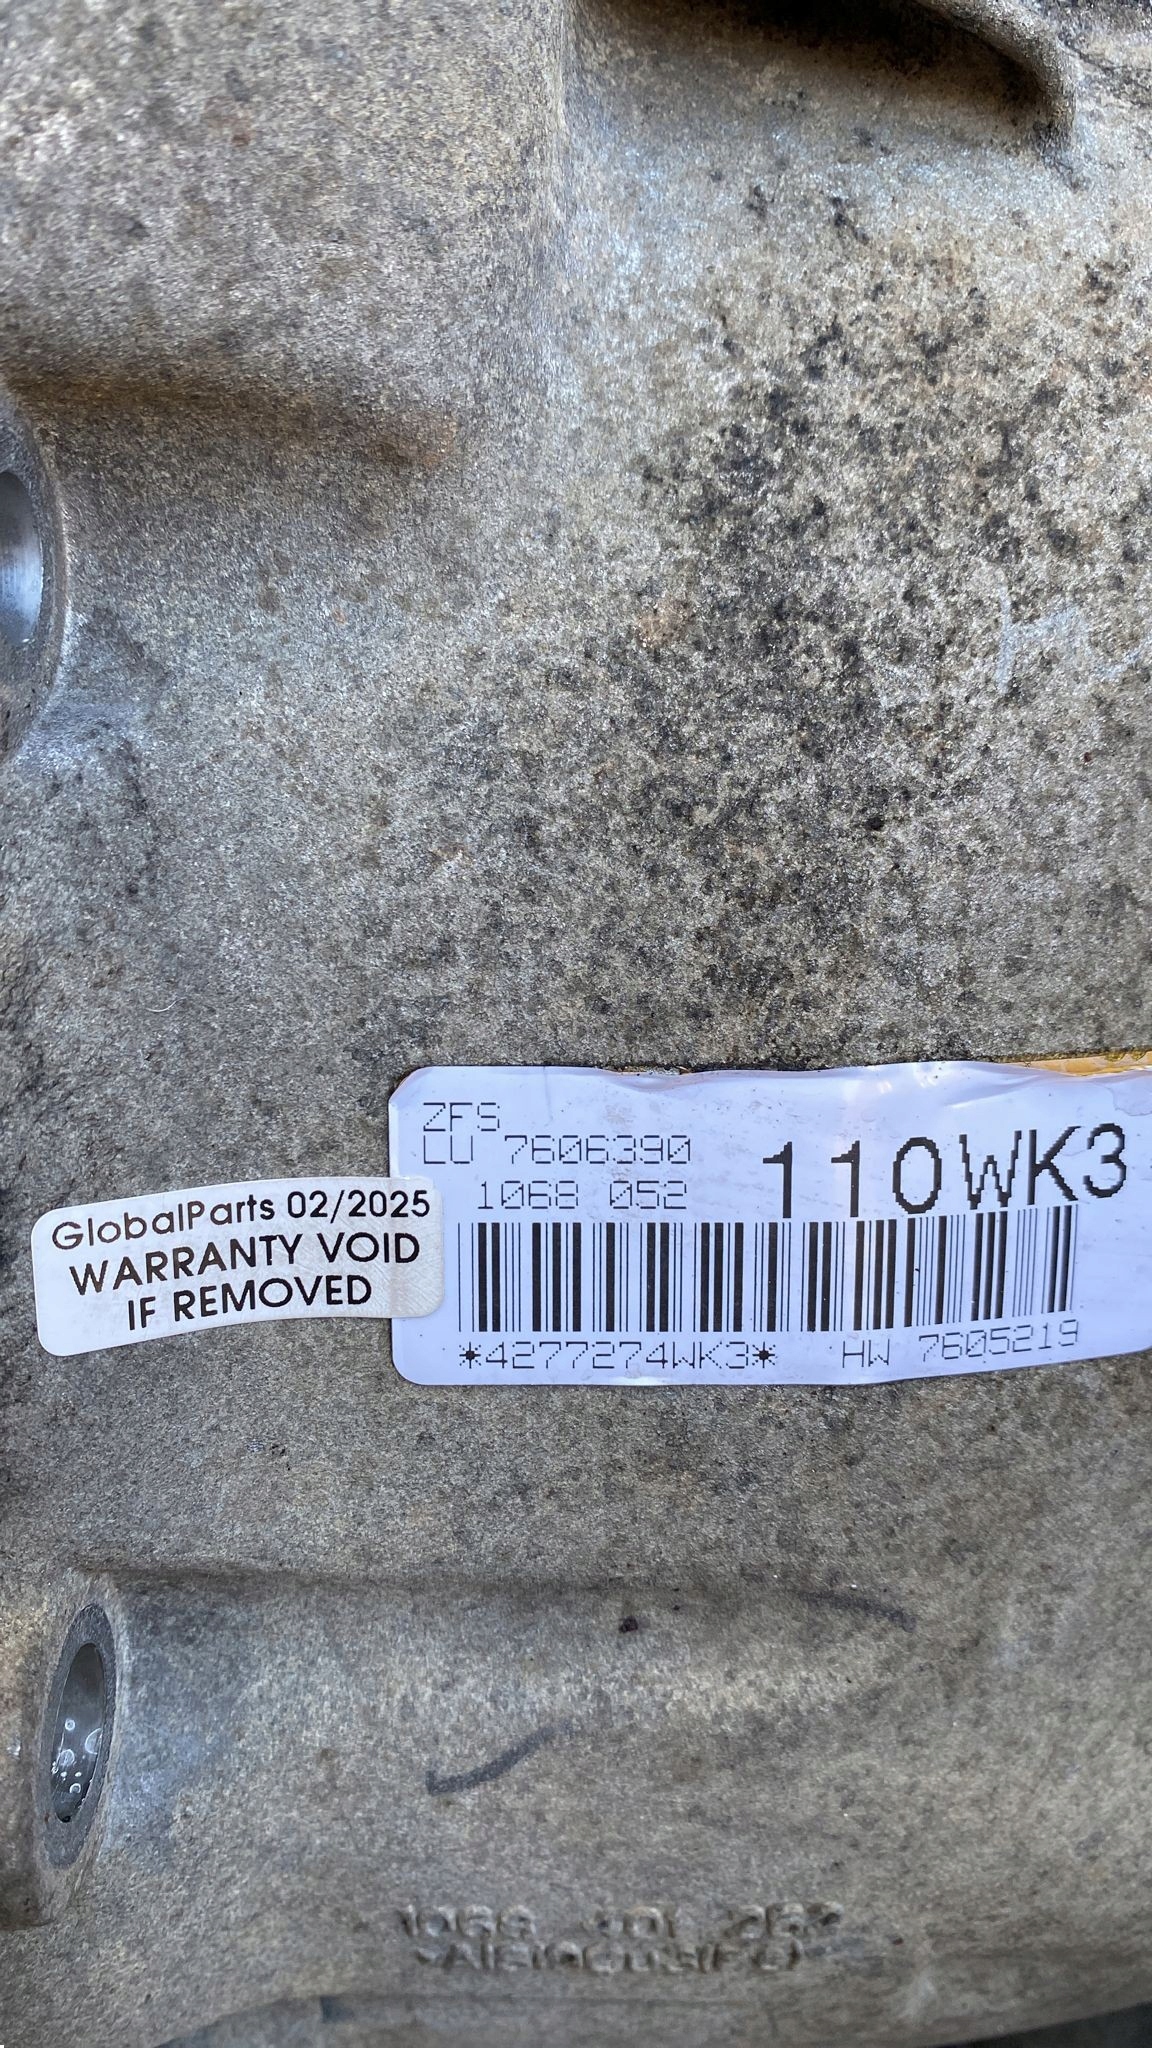 ZFS
LU 7606390
1068 052
110WK3
*4277274WK3*
HW 7605219
GlobalParts 02/2025
WARRANTY VOID
IF REMOVED